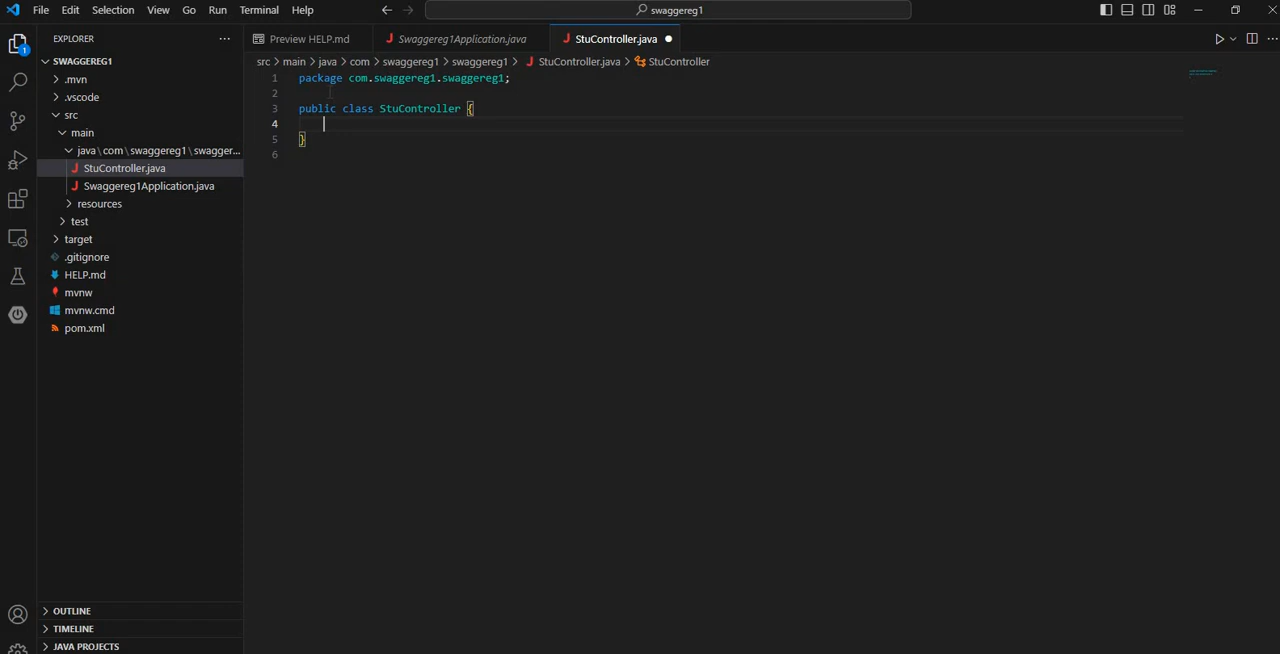 File Edit Selection View Go Run Terminal Help
swaggereg1
1
EXPLORER
SWAGGEREG1
.mvn
.vscode
src
main
java\com\swaggereg1\swagger...
StuController.java
Swaggereg1Application.java
resources
test
target
.gitignore
HELP.md
mvnw
mvnw.cmd
pom.xml
OUTLINE
TIMELINE
JAVA PROJECTS
Preview HELP.md Swaggereg1Application.java StuController.java
src > main > java > com > swaggereg1 > swaggereg1 > StuController.java > StuController
1 package com.swaggereg1.swaggereg1;
2
3 public class StuController {
4
5 }
6